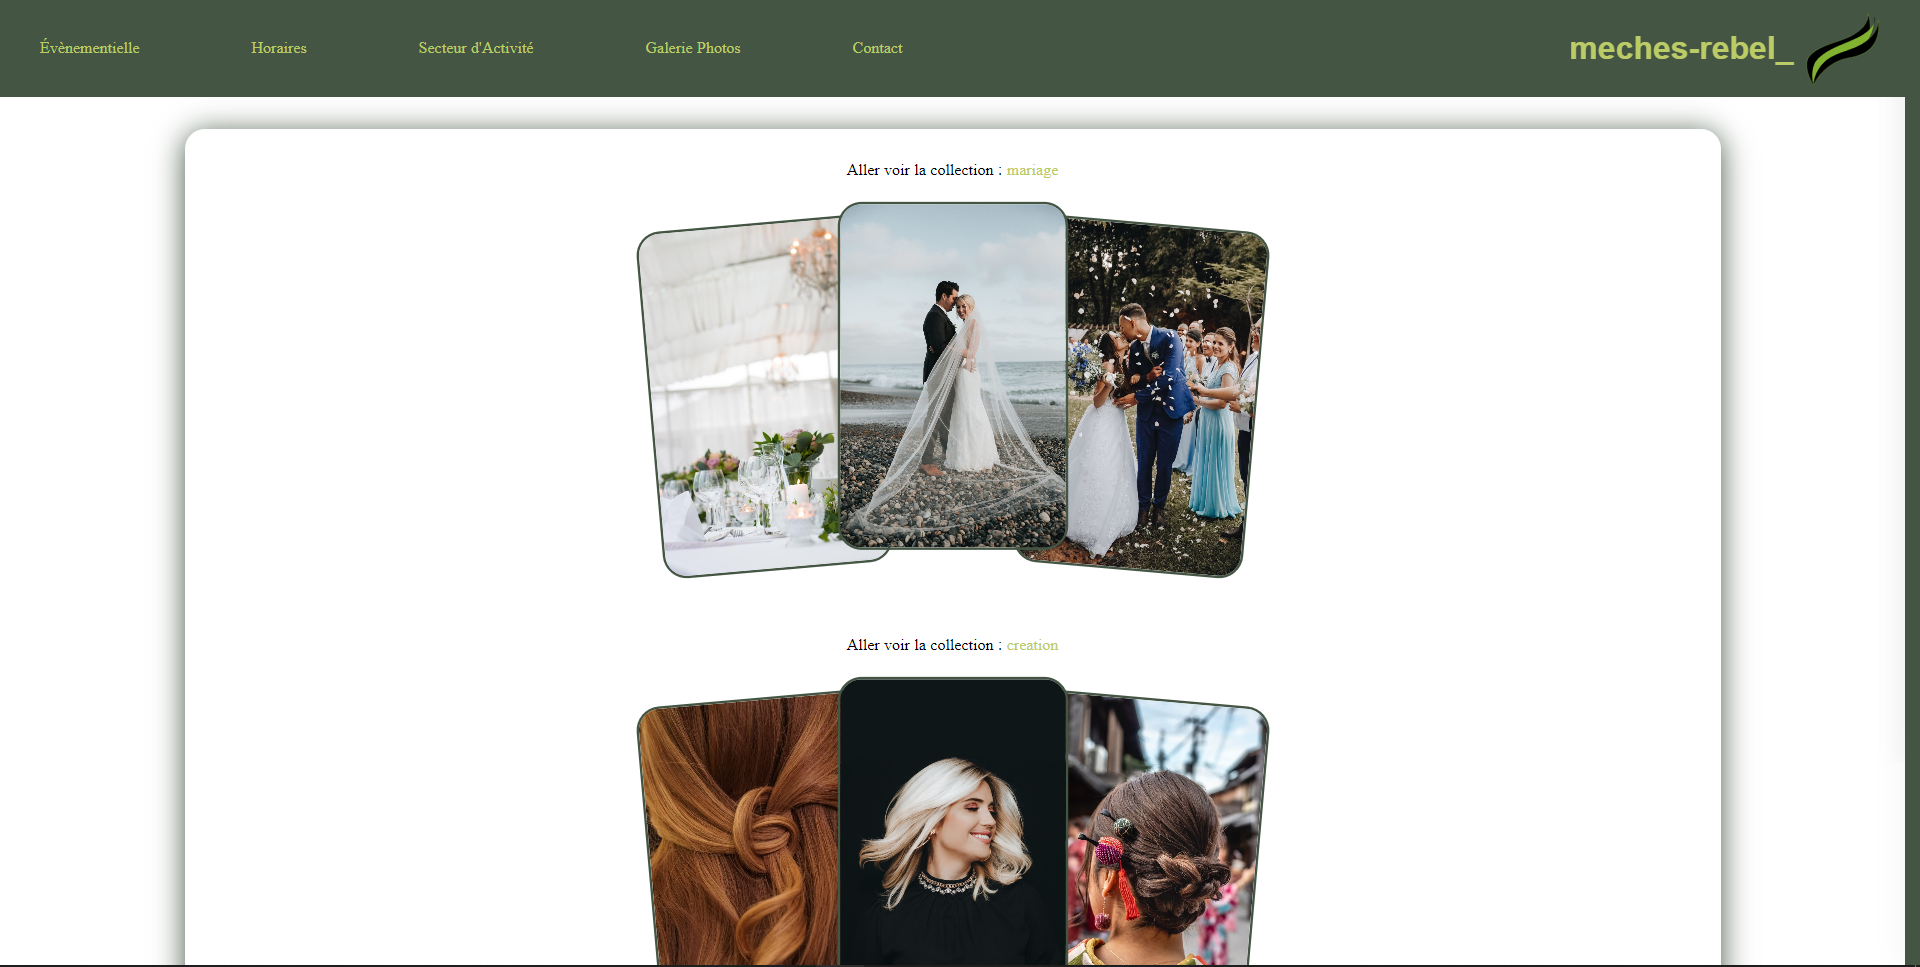 Évènementielle
Horaires
Secteur d'Activité
Galerie Photos
Contact
meches-rebel_
Aller voir la collection : mariage
Aller voir la collection : creation